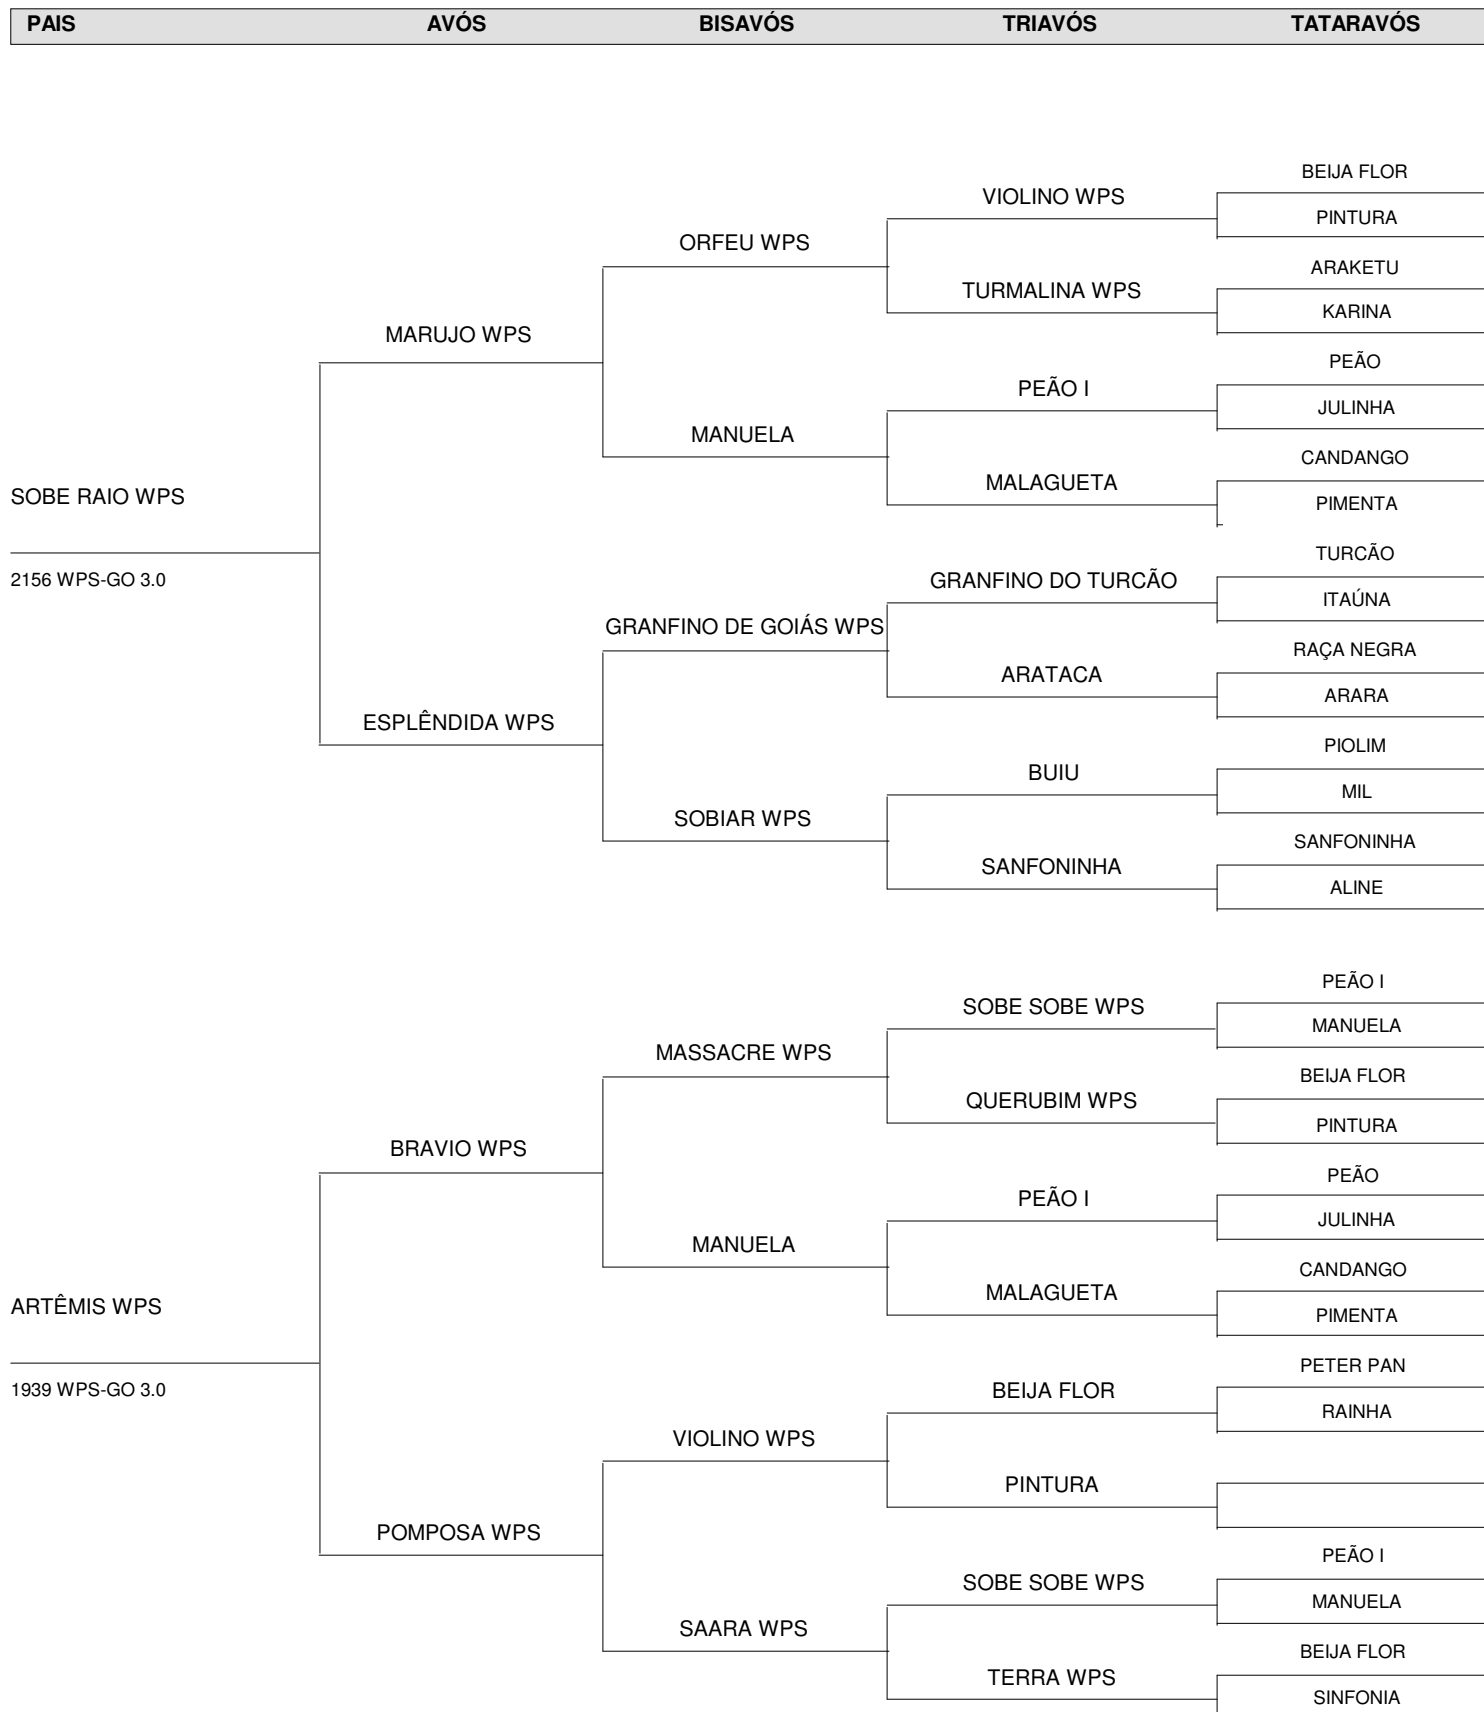 PAIS AVÓS BISAVÓS TRIAVÓS TATARAVÓS
BEIJA FLOR
VIOLINO WPS
PINTURA
ORFEU WPS
ARAKETU
TURMALINA WPS
KARINA
MARUJO WPS
PEÃO
PEÃO I
JULINHA
MANUELA
CANDANGO
MALAGUETA
SOBE RAIO WPS
PIMENTA
TURCÃO
2156 WPS-GO 3.0
GRANFINO DO TURCÃO
ITAÚNA
GRANFINO DE GOIÁS WPS
RAÇA NEGRA
ARATACA
ARARA
ESPLÊNDIDA WPS
PIOLIM
BUIU
MIL
SOBIAR WPS
SANFONINHA
SANFONINHA
ALINE
PEÃO I
SOBE SOBE WPS
MANUELA
MASSACRE WPS
BEIJA FLOR
QUERUBIM WPS
PINTURA
BRAVIO WPS
PEÃO
PEÃO I
JULINHA
MANUELA
CANDANGO
MALAGUETA
ARTÊMIS WPS
PIMENTA
PETER PAN
1939 WPS-GO 3.0
BEIJA FLOR
RAINHA
VIOLINO WPS
PINTURA
POMPOSA WPS
PEÃO I
SOBE SOBE WPS
MANUELA
SAARA WPS
BEIJA FLOR
TERRA WPS
SINFONIA